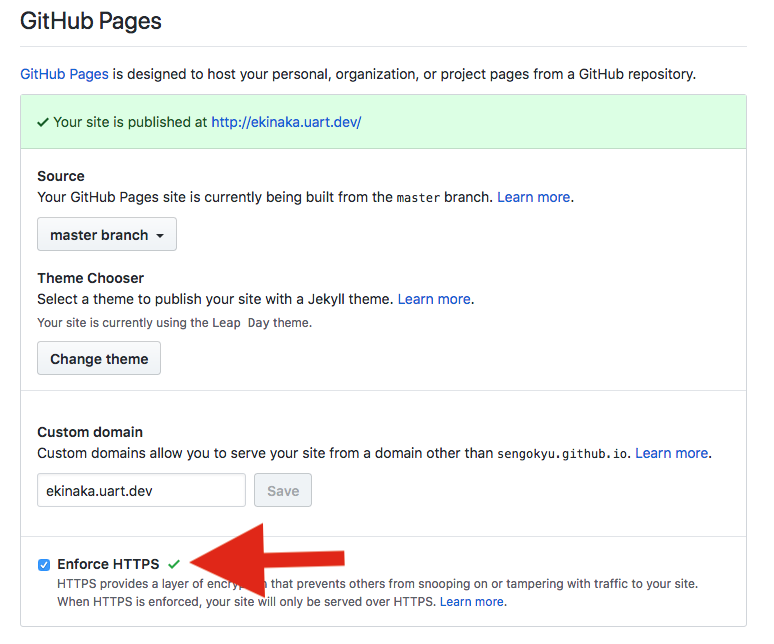 GitHub Pages
GitHub Pages is designed to host your personal, organization, or project pages from a GitHub repository.
Your site is published at http://ekinaka.uart.dev/
Source
Your GitHub Pages site is currently being built from the master branch. Learn more.
master branch
Theme Chooser
Select a theme to publish your site with a Jekyll theme. Learn more.
Your site is currently using the Leap Day theme.
Change theme
Custom domain
Custom domains allow you to serve your site from a domain other than sengokyu.github.io. Learn more.
ekinaka.uart.dev
Save
Enforce HTTPS
HTTPS provides a layer of that prevents others from snooping on or tampering with traffic to your site.
When HTTPS is enforced, your site will only be served over HTTPS. Learn more.